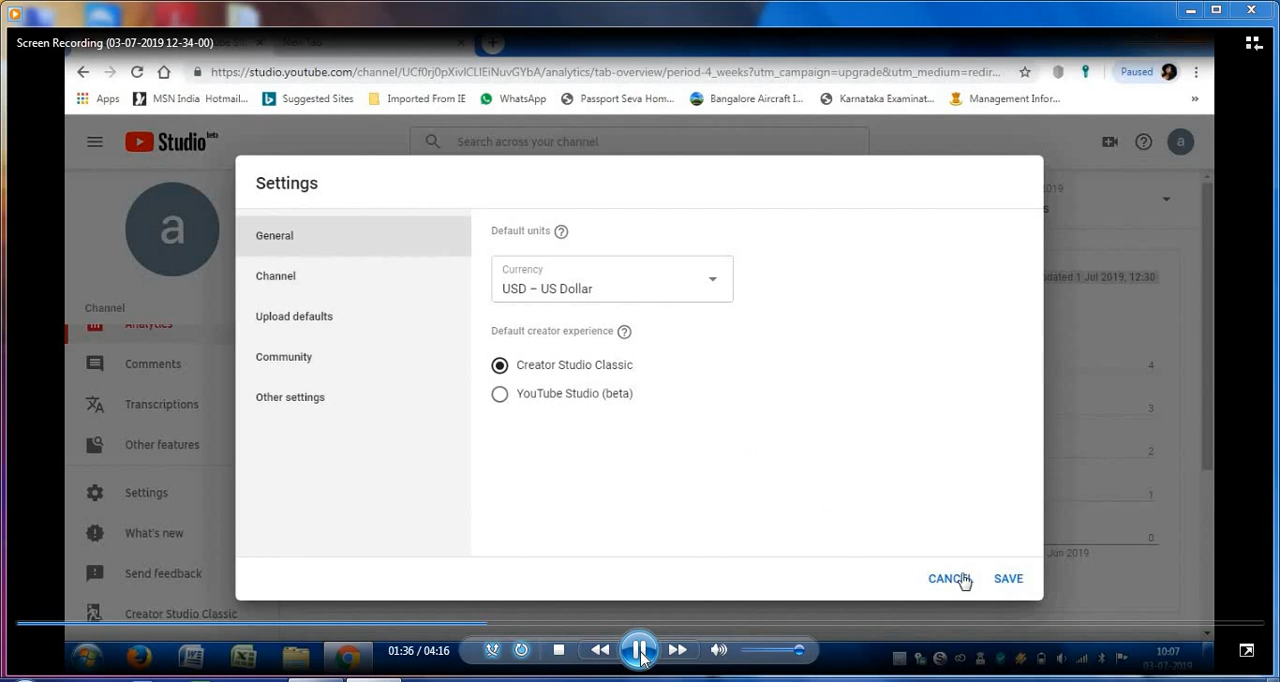 Screen Recording (03-07-2019 12-34-00)
https://studio.youtube.com/channel/UCf0rj0pXivlCLIEiNuvGYbA/analytics/tab-overview/period-4_weeks?utm_campaign=upgrade&utm_medium=redir... Paused
Apps MSN India Hotmail... Suggested Sites Imported From IE WhatsApp Passport Seva Hom... Bangalore Aircraft I... Karnataka Examinat... Management Infor... »
Studio beta
Search across your channel
a
Settings
a
General
Channel
Upload defaults
Community
Other settings
Default units
Currency
USD – US Dollar
Default creator experience
Creator Studio Classic
YouTube Studio (beta)
CANCEL SAVE
Channel
Analytics
Comments
Transcriptions
Other features
Settings
What's new
Send feedback
Creator Studio Classic
2019
dated 1 Jul 2019, 12:30
4
3
2
1
0
Jun 2019
01:36 / 04:16
10:07
03-07-2019